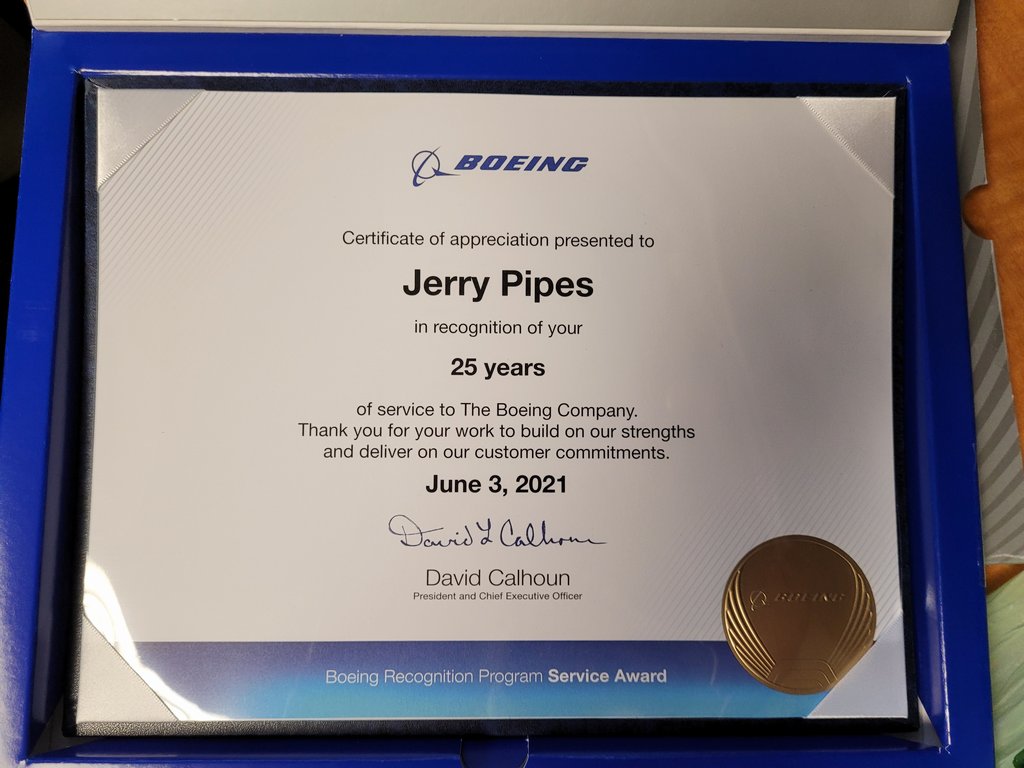 BOEING
Certificate of appreciation presented to
Jerry Pipes
in recognition of your
25 years
of service to The Boeing Company.
Thank you for your work to build on our strengths
and deliver on our customer commitments.
June 3, 2021
David L Calhoun
David Calhoun
President and Chief Executive Officer
BOEING
Boeing Recognition Program Service Award